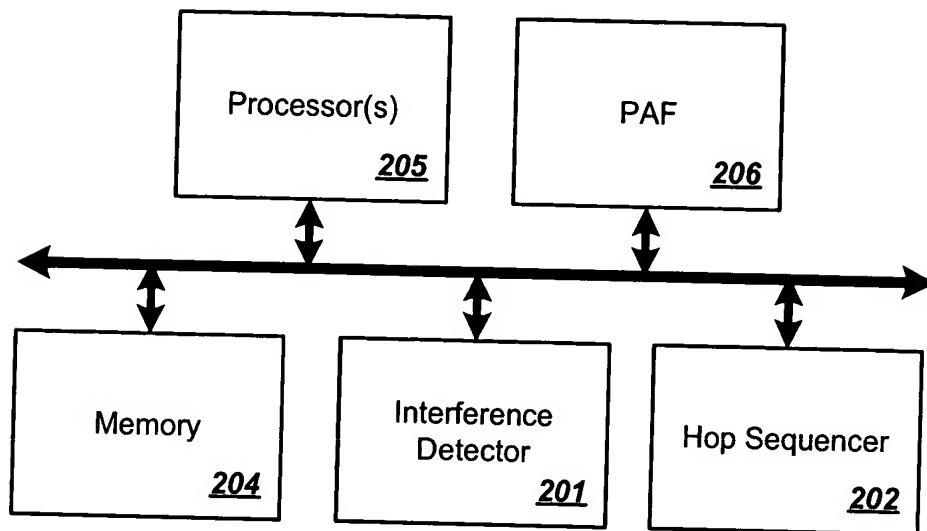 Processor(s)
205
PAF
206
Memory
204
Interference
Detector
201
Hop Sequencer
202